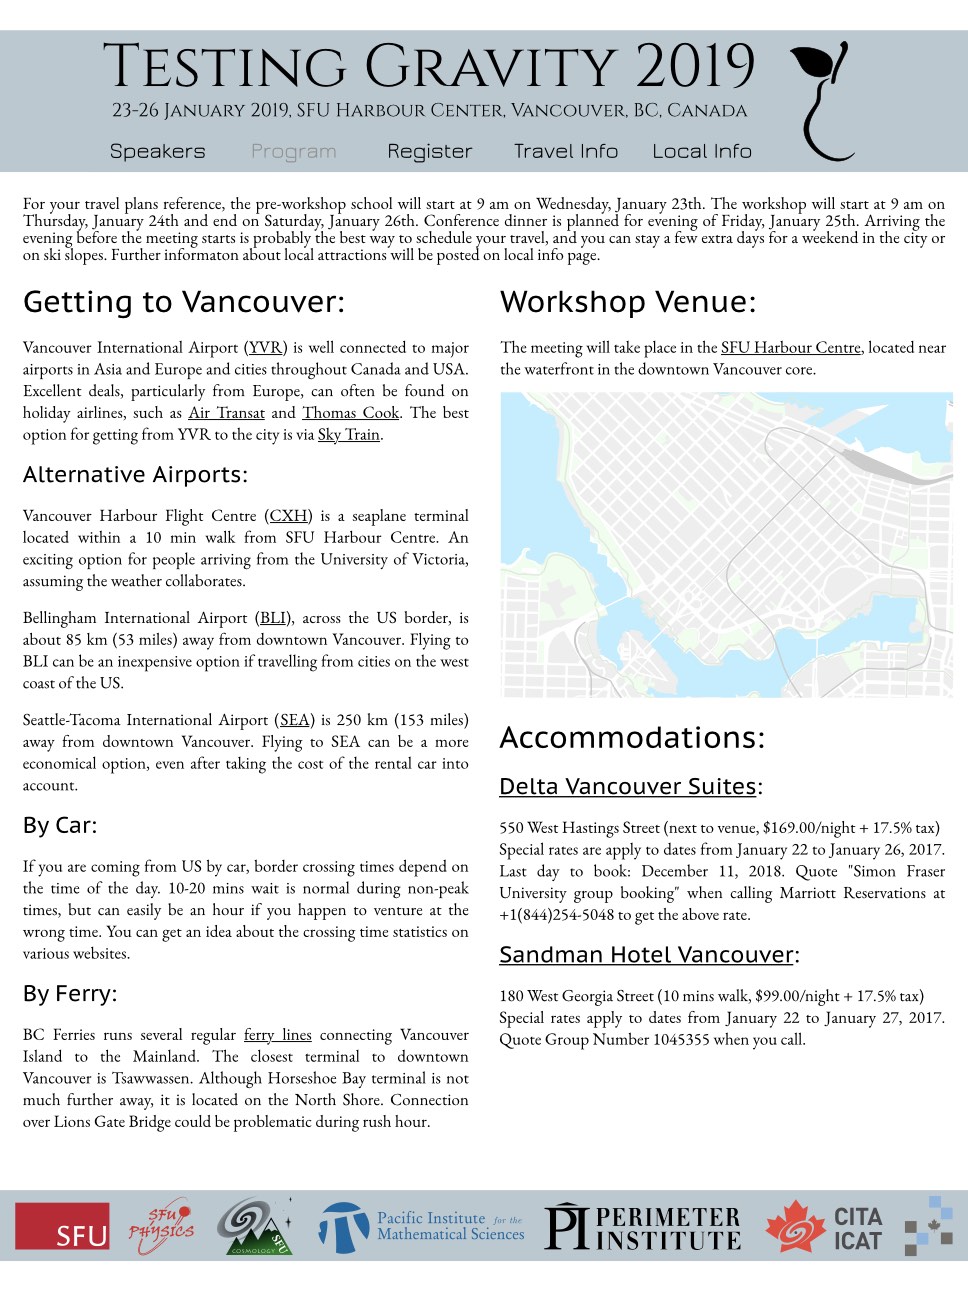 Testing Gravity 2019
23-26 January 2019, SFU Harbour Center, Vancouver, BC, Canada
Speakers Program Register Travel Info Local Info
For your travel plans reference, the pre-workshop school will start at 9 am on Wednesday, January 23th. The workshop will start at 9 am on
Thursday, January 24th and end on Saturday, January 26th. Conference dinner is planned for evening of Friday, January 25th. Arriving the
evening before the meeting starts is probably the best way to schedule your travel, and you can stay a few extra days for a weekend in the city or
on ski slopes. Further informaton about local attractions will be posted on local info page.
Getting to Vancouver:
Vancouver International Airport (YVR) is well connected to major
airports in Asia and Europe and cities throughout Canada and USA.
Excellent deals, particularly from Europe, can often be found on
holiday airlines, such as Air Transat and Thomas Cook. The best
option for getting from YVR to the city is via Sky Train.
Alternative Airports:
Vancouver Harbour Flight Centre (CXH) is a seaplane terminal
located within a 10 min walk from SFU Harbour Centre. An
exciting option for people arriving from the University of Victoria,
assuming the weather collaborates.
Bellingham International Airport (BLI), across the US border, is
about 85 km (53 miles) away from downtown Vancouver. Flying to
BLI can be an inexpensive option if travelling from cities on the west
coast of the US.
Seattle-Tacoma International Airport (SEA) is 250 km (153 miles)
away from downtown Vancouver. Flying to SEA can be a more
economical option, even after taking the cost of the rental car into
account.
By Car:
If you are coming from US by car, border crossing times depend on
the time of the day. 10-20 mins wait is normal during non-peak
times, but can easily be an hour if you happen to venture at the
wrong time. You can get an idea about the crossing time statistics on
various websites.
By Ferry:
BC Ferries runs several regular ferry lines connecting Vancouver
Island to the Mainland. The closest terminal to downtown
Vancouver is Tsawwassen. Although Horseshoe Bay terminal is not
much further away, it is located on the North Shore. Connection
over Lions Gate Bridge could be problematic during rush hour.
Workshop Venue:
The meeting will take place in the SFU Harbour Centre, located near
the waterfront in the downtown Vancouver core.
Accommodations:
Delta Vancouver Suites:
550 West Hastings Street (next to venue, $169.00/night + 17.5% tax)
Special rates are apply to dates from January 22 to January 26, 2017.
Last day to book: December 11, 2018. Quote "Simon Fraser
University group booking" when calling Marriott Reservations at
+1(844)254-5048 to get the above rate.
Sandman Hotel Vancouver:
180 West Georgia Street (10 mins walk, $99.00/night + 17.5% tax)
Special rates apply to dates from January 22 to January 27, 2017.
Quote Group Number 1045355 when you call.
SFU
SFU
PHYSICS
COSMOLOGY
SFU
Pacific Institute for the
Mathematical Sciences
PI PERIMETER
INSTITUTE
CITA
ICAT